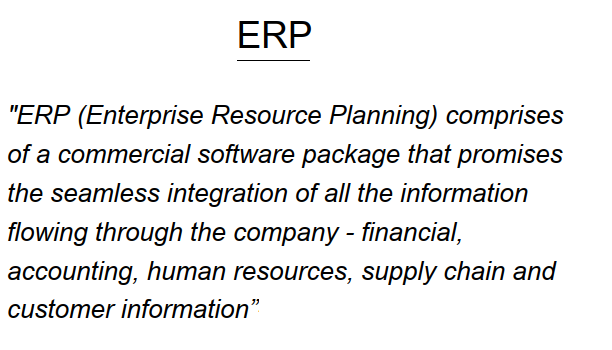 ERP
"ERP (Enterprise Resource Planning) comprises
of a commercial software package that promises
the seamless integration of all the information
flowing through the company - financial,
accounting, human resources, supply chain and
customer information”